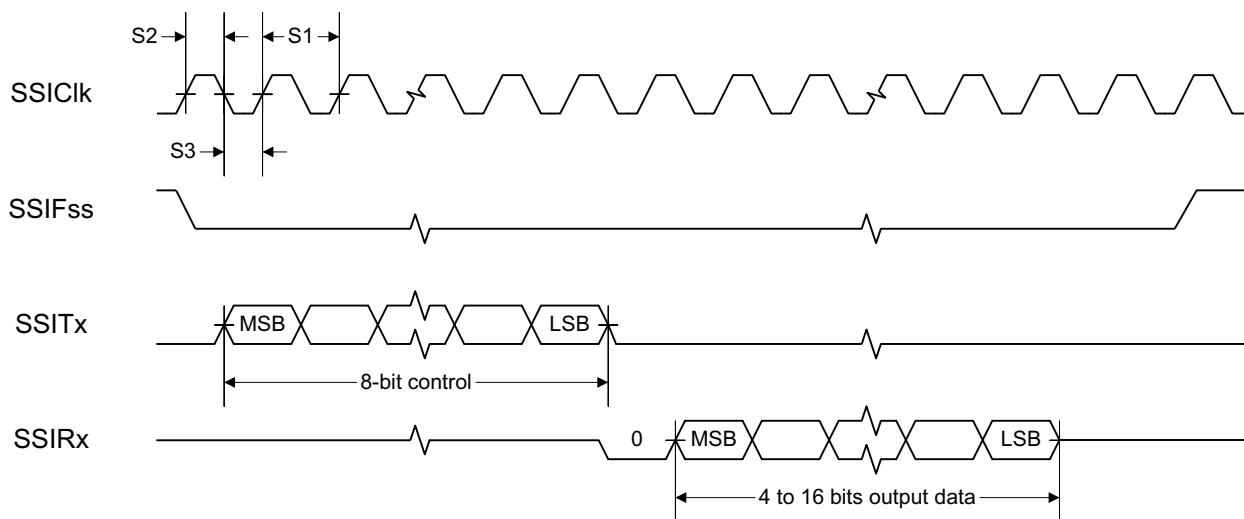 S2
S1
SSIClk
S3
SSIFss
SSITx
MSB
LSB
8-bit control
SSIRx
0
MSB
LSB
4 to 16 bits output data